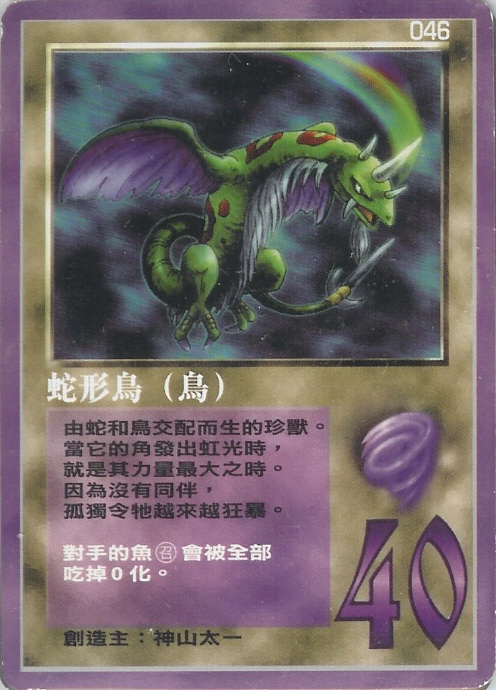 046
蛇形鳥（鳥）
由蛇和鳥交配而生的珍獸。
當它的角發出虹光時，
就是其力量最大之時。
因為沒有同伴，
孤獨令牠越來越狂暴。
對手的魚㊁會被全部
吃掉0化。
40
創造主：神山太一